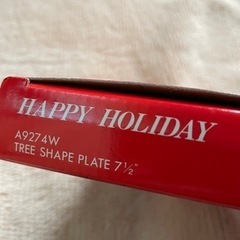 HAPPY HOLIDAY
A9274W
TREE SHAPE PLATE 7½"